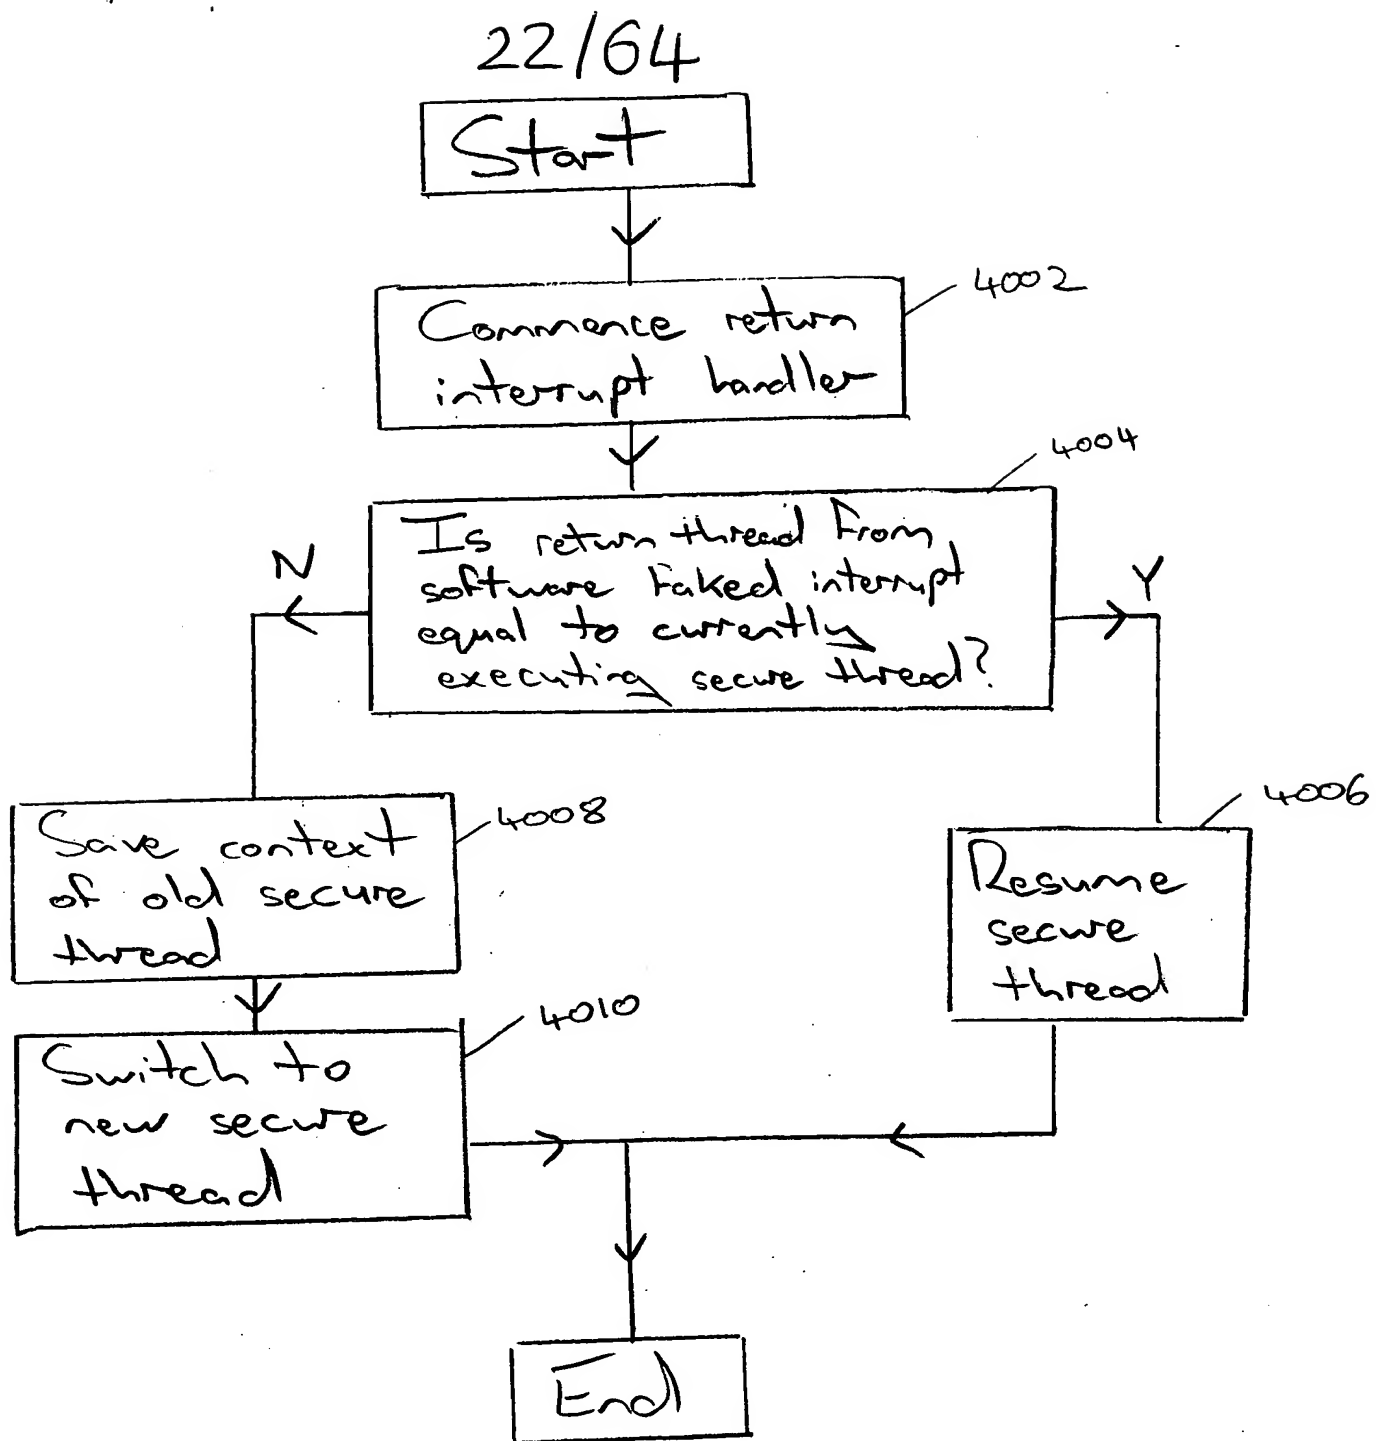 22/64
Start
Commence return
interrupt handler
4002
4004
Is return thread from
software faked interrupt
equal to currently
executing secure thread?
N
Y
Save context
of old secure
thread
4008
4006
Resume
secure
thread
Switch to
new secure
thread
4010
End